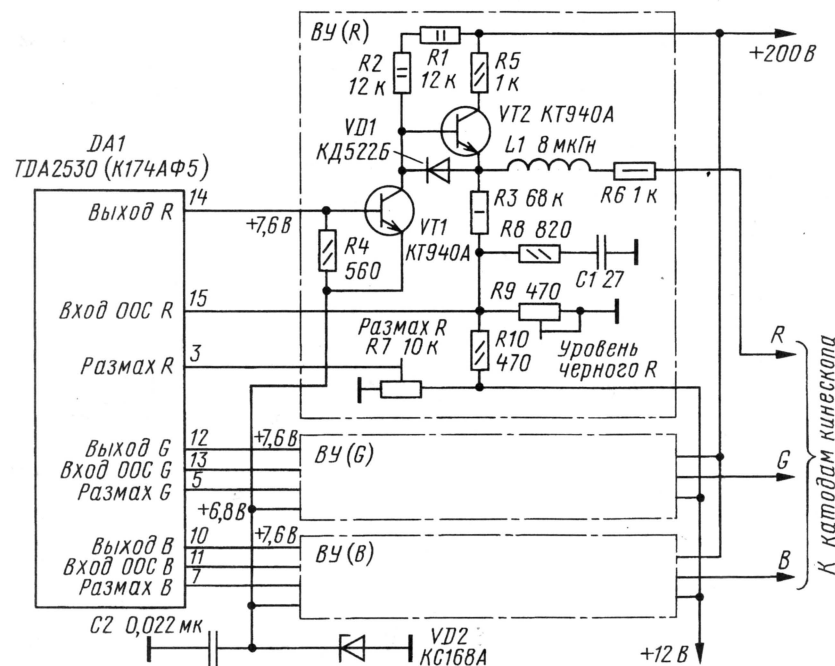 ВУ (R)
R1
12 к
R2
12 к
R5
1 к
+200 В
VT2 КТ940А
VD1
КД522Б
L1 8 мкГн
DA1
TDA2530 (К174АФ5)
Выход R
14
+7,6 В
R3 68 к
R6 1 к
VT1
КТ940А
R8 820
R4
560
C1 27
Вход ООС R
15
R9 470
Размах R
R7 10 к
R10
470
Уровень
черного R
Размах R
3
R
Выход G
12
+7,6 В
ВУ (G)
Вход ООС G
13
G
Размах G
5
+6,8 В
Выход B
10
+7,6 В
ВУ (B)
Вход ООС B
11
B
Размах B
7
К катодам кинескопа
C2 0,022 мк
VD2
КС168А
+12 В